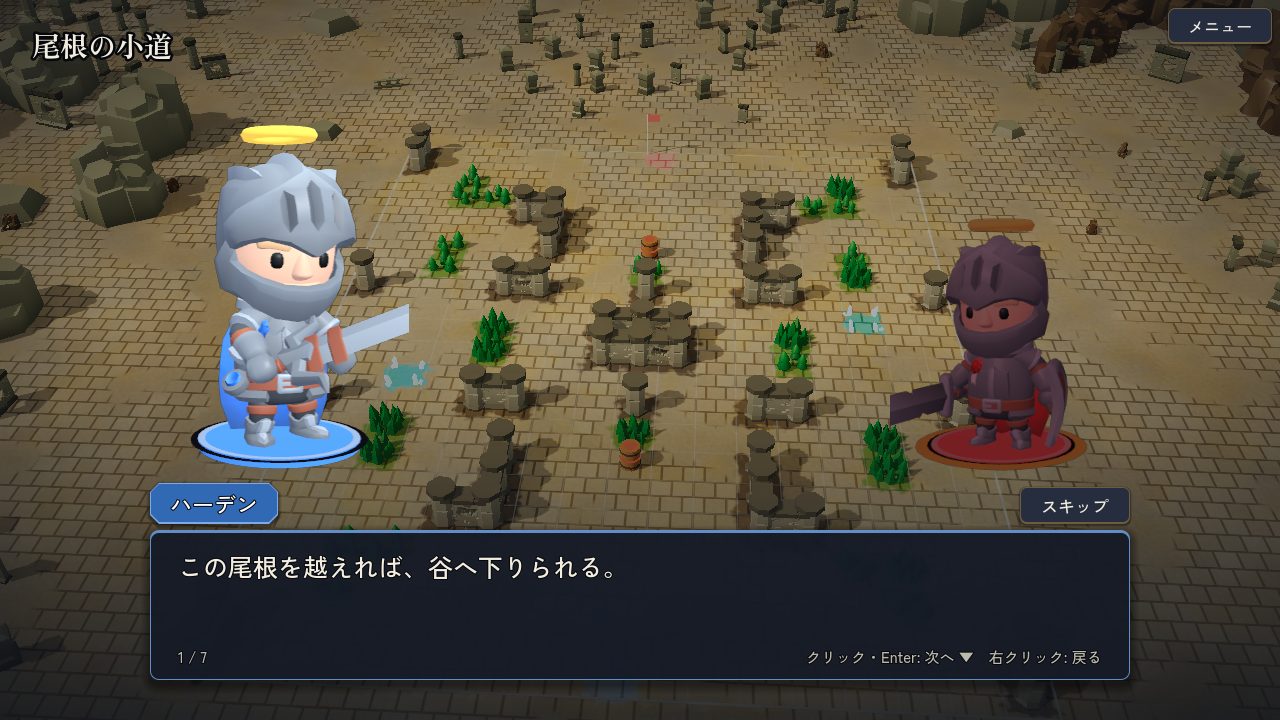 尾根の小道
メニュー
ハーデン
スキップ
この尾根を越えれば、谷へ下りられる。
1 / 7
クリック・Enter: 次へ ▼ 右クリック: 戻る